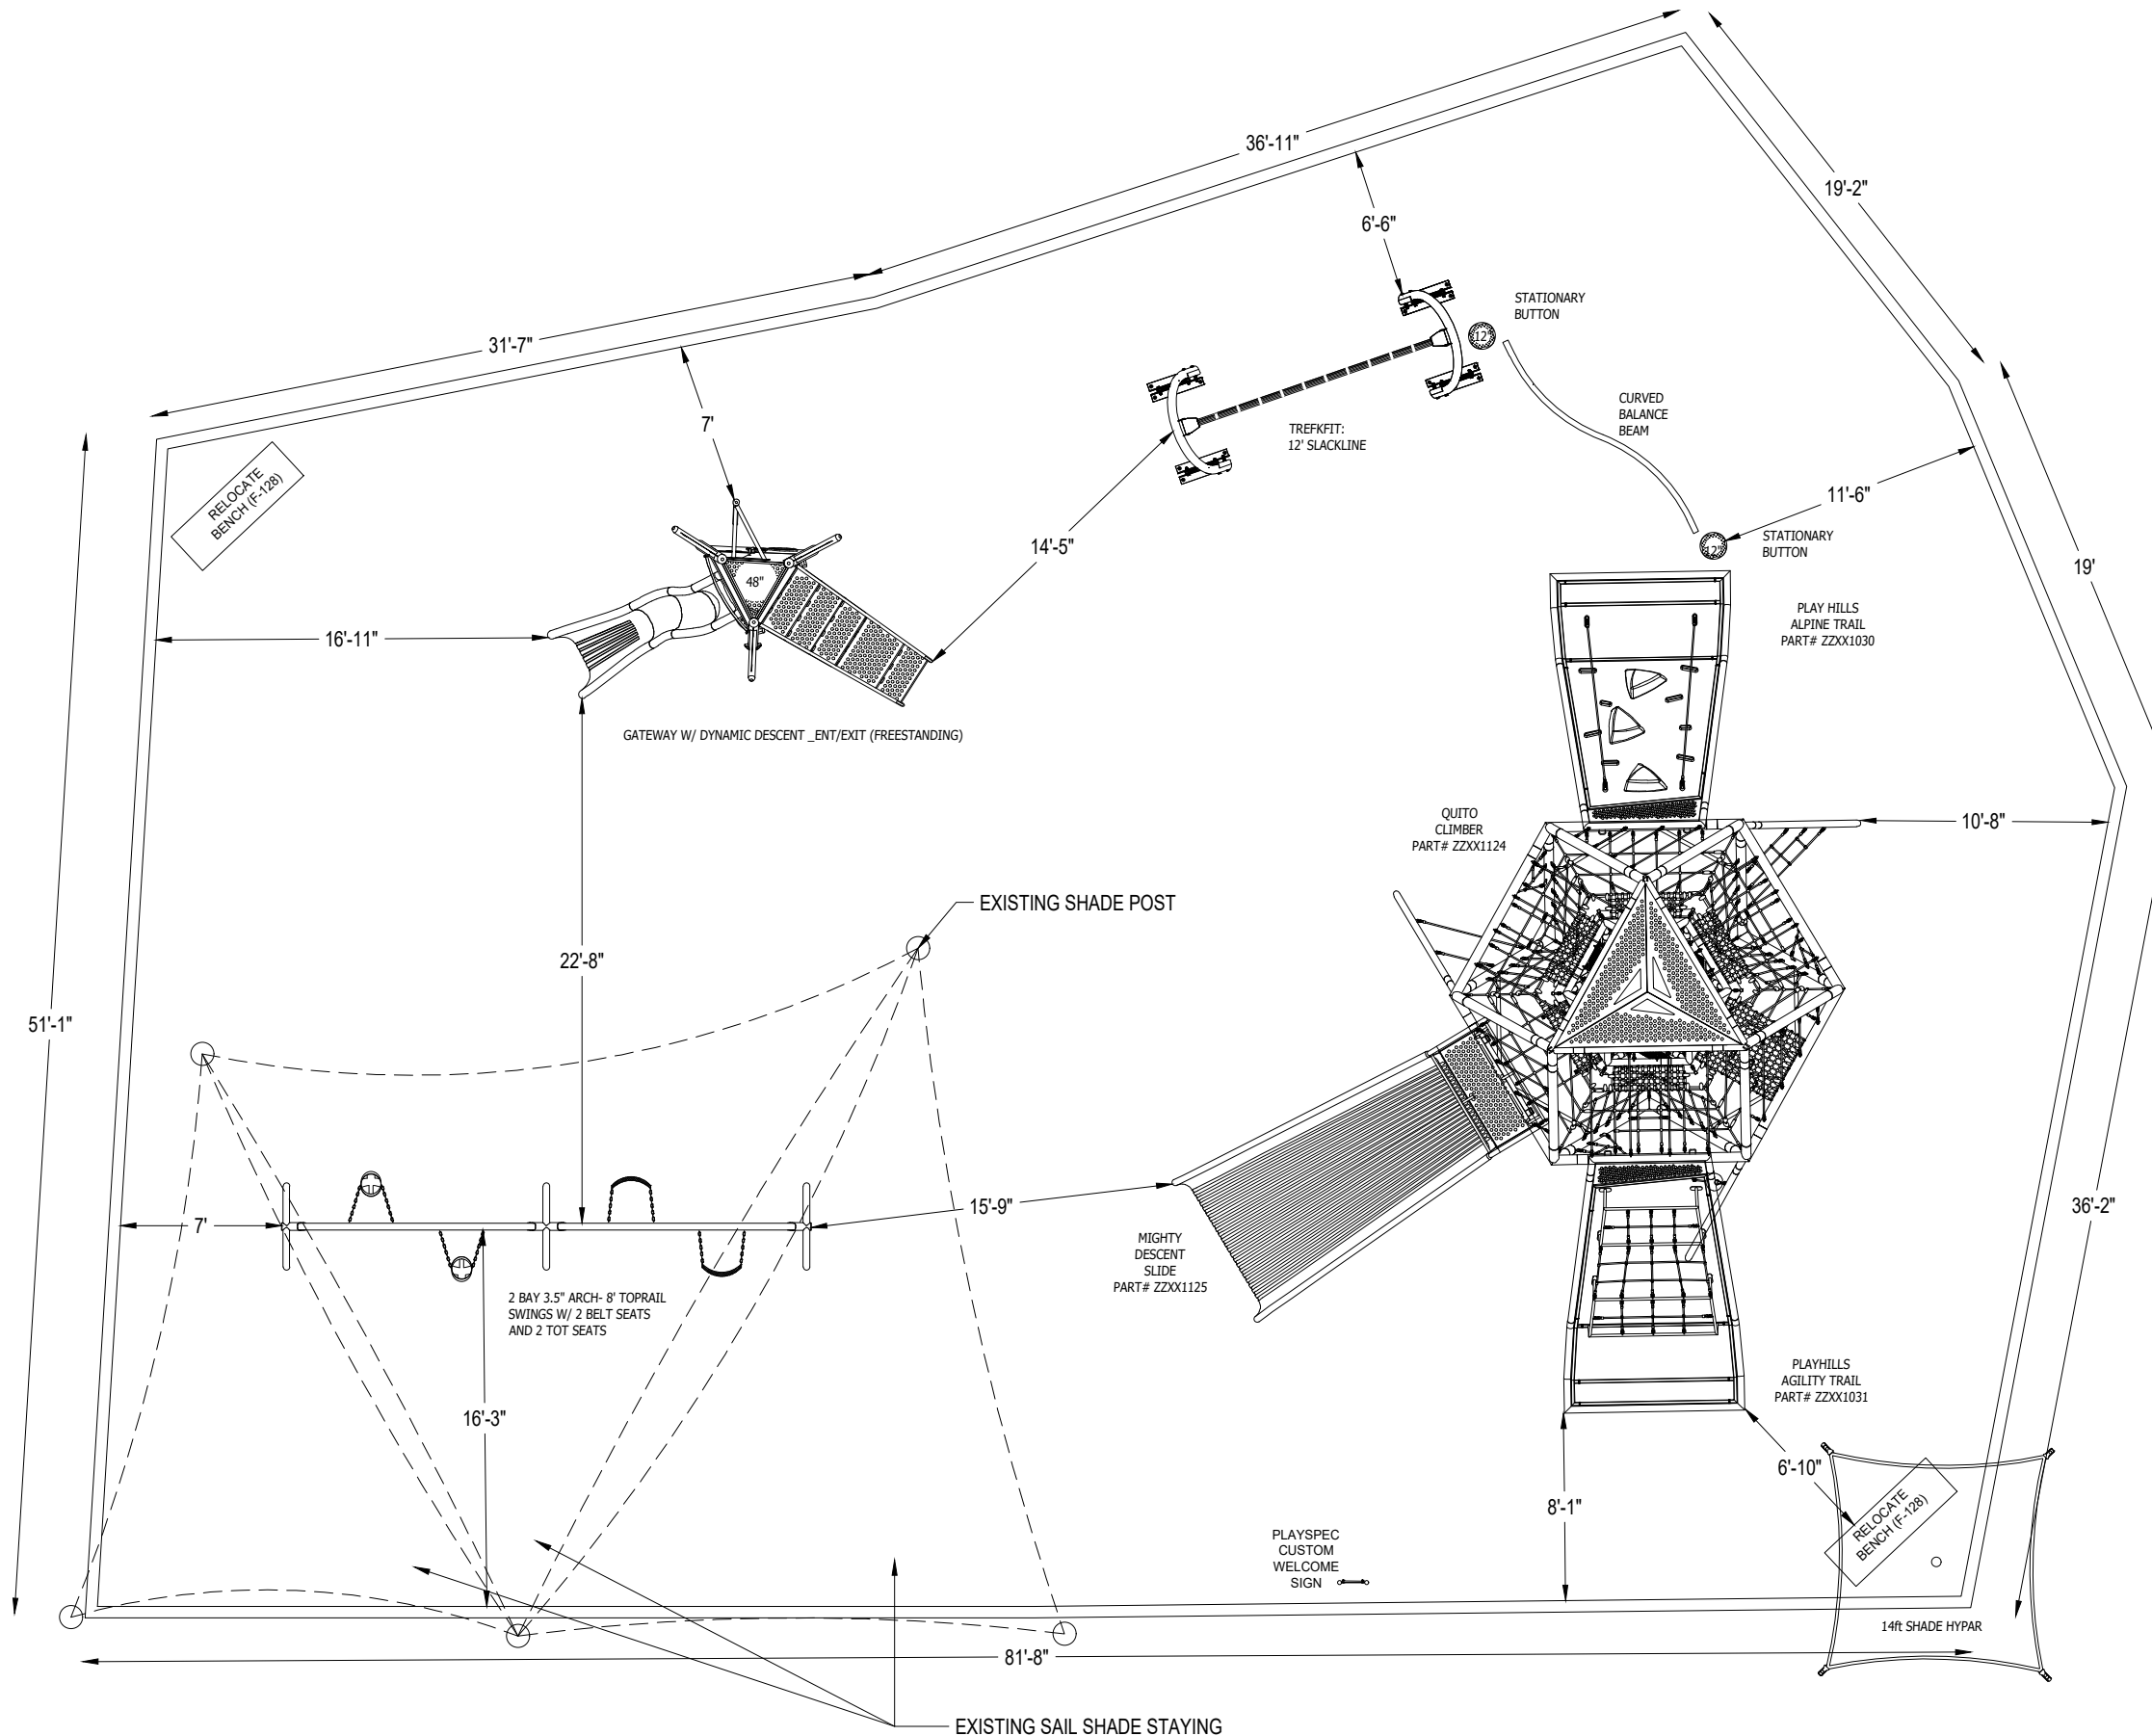 36'-11"
19'-2"
6'-6"
STATIONARY
BUTTON
12"
31'-7"
7'
CURVED
BALANCE
BEAM
TREFKFIT:
12' SLACKLINE
RELOCATE
BENCH (F-128)
11'-6"
STATIONARY
BUTTON
12"
14'-5"
19'
48"
PLAY HILLS
ALPINE TRAIL
PART# ZZXX1030
16'-11"
GATEWAY W/ DYNAMIC DESCENT _ENT/EXIT (FREESTANDING)
QUITO
CLIMBER
PART# ZZXX1124
10'-8"
EXISTING SHADE POST
22'-8"
51'-1"
7'
15'-9"
36'-2"
MIGHTY
DESCENT
SLIDE
PART# ZZXX1125
2 BAY 3.5" ARCH- 8' TOPRAIL
SWINGS W/ 2 BELT SEATS
AND 2 TOT SEATS
PLAYHILLS
AGILITY TRAIL
PART# ZZXX1031
16'-3"
6'-10"
8'-1"
RELOCATE
BENCH (F-128)
PLAYSPEC
CUSTOM
WELCOME
SIGN
14ft SHADE HYPAR
81'-8"
EXISTING SAIL SHADE STAYING